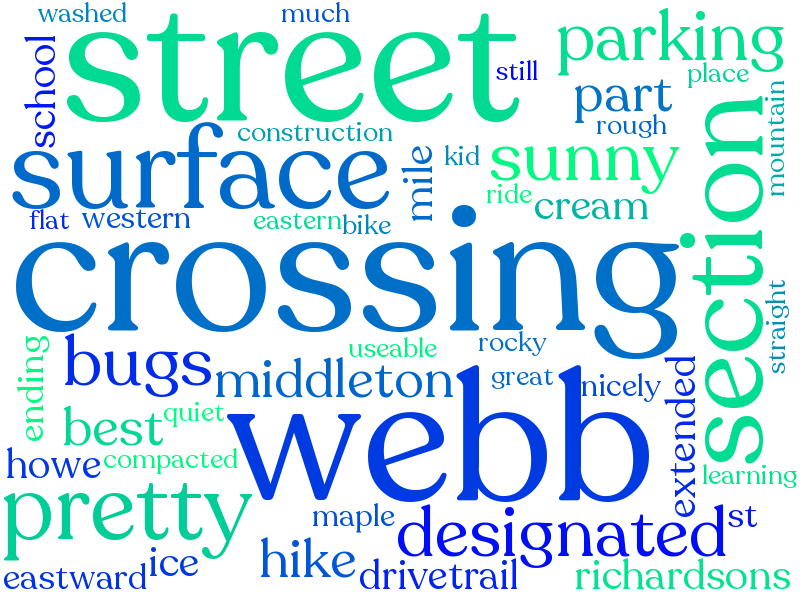 washed
much
street
parking
school
still
place
part
mountain
construction
rough
surface
mile
kid
sunny
section
ride
cream
flat
western
eastern
bike
crossing
straight
ending
bugs
useable
rocky
middleton
great
nicely
webb
extended
best
quiet
howe
compacted
learning
pretty
maple
designated
1st
hike
ice
eastward
drivetrail
richardsons